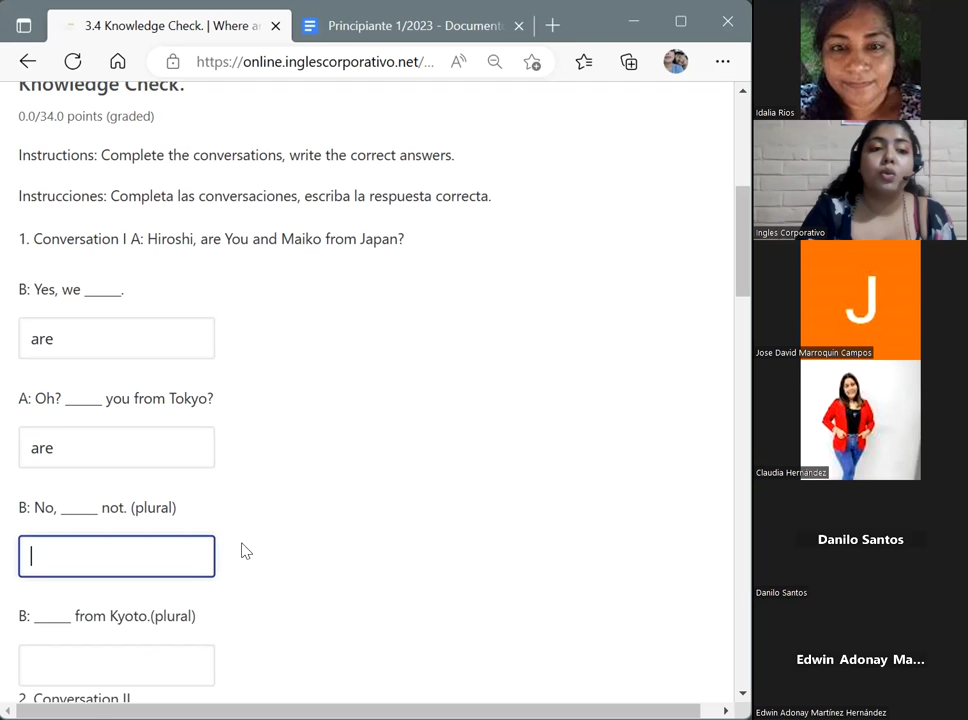 3.4 Knowledge Check. | Where a
Principiante 1/2023 - Document
https://online.inglescorporativo.net/...
Knowledge Check.
0.0/34.0 points (graded)
Instructions: Complete the conversations, write the correct answers.
Instrucciones: Completa las conversaciones, escriba la respuesta correcta.
1. Conversation I A: Hiroshi, are You and Maiko from Japan?
B: Yes, we _____.
are
A: Oh? _____ you from Tokyo?
are
B: No, _____ not. (plural)
B: _____ from Kyoto.(plural)
2. Conversation II
Idalia Rios
Ingles Corporativo
J
Jose David Marroquin Campos
Claudia Hernández
Danilo Santos
Danilo Santos
Edwin Adonay Ma...
Edwin Adonay Martínez Hernández